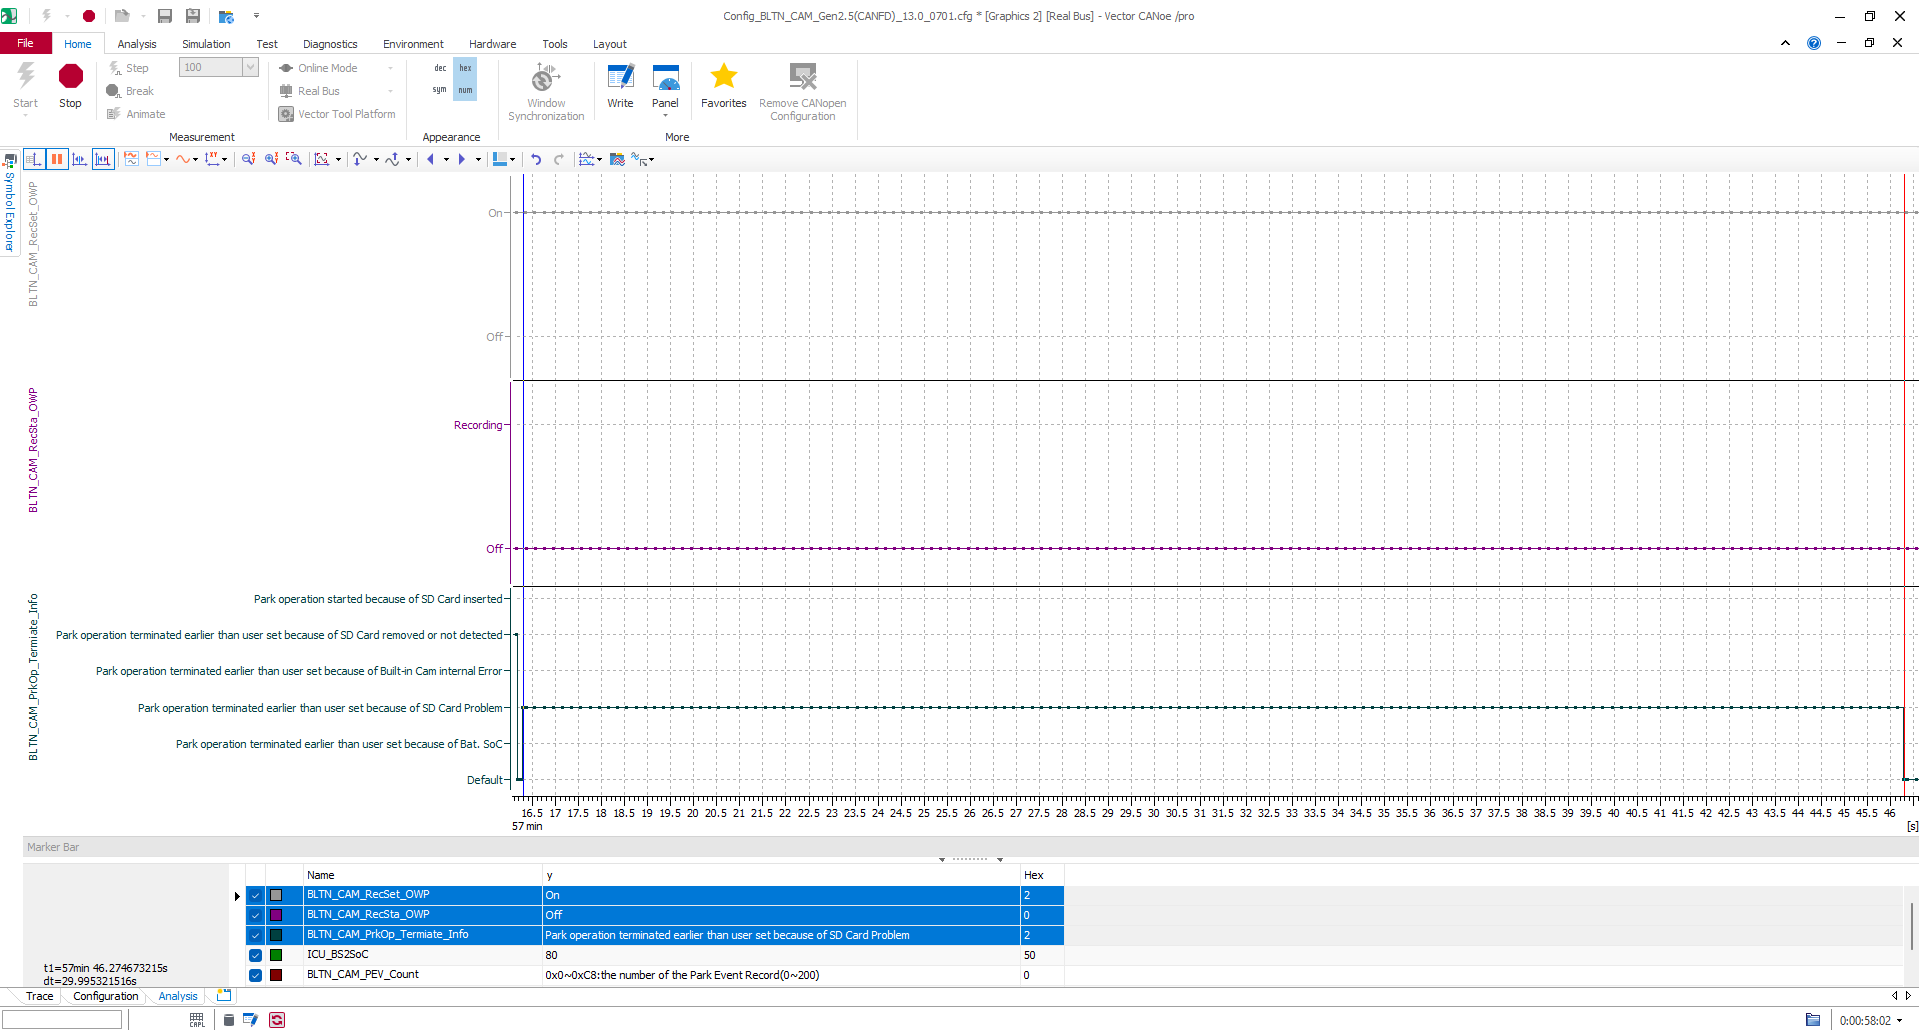 Config_BLTN_CAM_Gen2.5(CANFD)_13.0_0701.cfg * [Graphics 2] [Real Bus] - Vector CANoe /pro
File Home Analysis Simulation Test Diagnostics Environment Hardware Tools Layout
Start
Stop
Step
100
Break
Animate
Online Mode
Real Bus
Vector Tool Platform
Measurement
dec hex
sym num
Appearance
Window
Synchronization
Write
Panel
Favorites
Remove CANopen
Configuration
More
Symbol Explorer
BLTN_CAM_RecSet_OWP
On
Off
BLTN_CAM_RecSta_OWP
Recording
Off
BLTN_CAM_PrkOp_Termiate_Info
Park operation started because of SD Card inserted
Park operation terminated earlier than user set because of SD Card removed or not detected
Park operation terminated earlier than user set because of Built-in Cam internal Error
Park operation terminated earlier than user set because of SD Card Problem
Park operation terminated earlier than user set because of Bat. SoC
Default
16.5 17 17.5 18 18.5 19 19.5 20 20.5 21 21.5 22 22.5 23 23.5 24 24.5 25 25.5 26 26.5 27 27.5 28 28.5 29 29.5 30 30.5 31 31.5 32 32.5 33 33.5 34 34.5 35 35.5 36 36.5 37 37.5 38 38.5 39 39.5 40 40.5 41 41.5 42 42.5 43 43.5 44 44.5 45 45.5 46
57 min
[s]
Marker Bar
Name y Hex
BLTN_CAM_RecSet_OWP On 2
BLTN_CAM_RecSta_OWP Off 0
BLTN_CAM_PrkOp_Termiate_Info Park operation terminated earlier than user set because of SD Card Problem 2
ICU_BS2SoC 80 50
BLTN_CAM_PEV_Count 0x0~0xC8:the number of the Park Event Record(0~200) 0
t1=57min 46.274673215s
dt=29.995321516s
Trace Configuration Analysis
CAPL
0:00:58:02